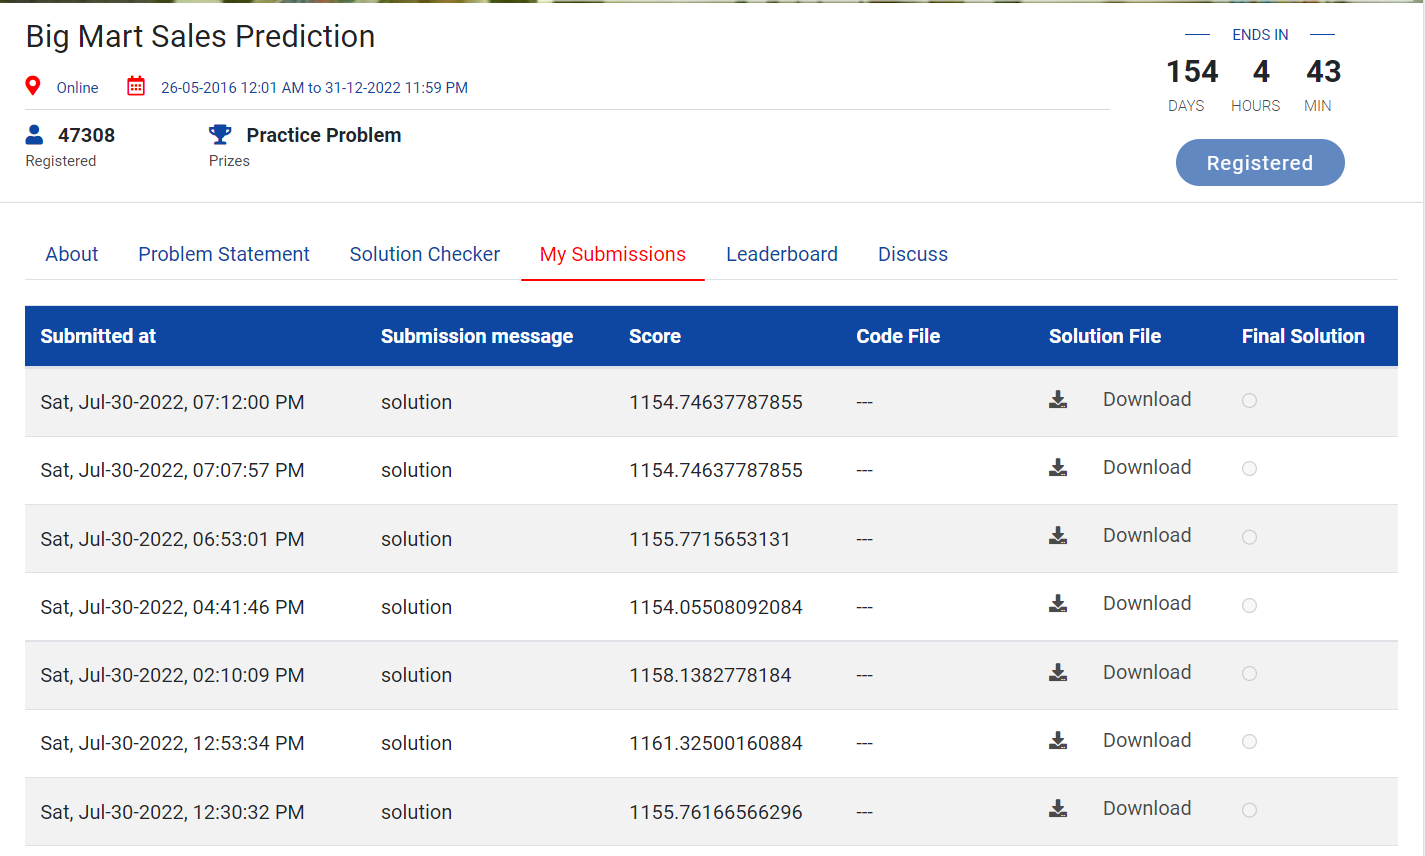 Big Mart Sales Prediction
ENDS IN
154 4 43
DAYS HOURS MIN
Online 26-05-2016 12:01 AM to 31-12-2022 11:59 PM
47308 Practice Problem
Registered Prizes
Registered
About Problem Statement Solution Checker My Submissions Leaderboard Discuss
Submitted at Submission message Score Code File Solution File Final Solution
Sat, Jul-30-2022, 07:12:00 PM solution 1154.74637787855 --- Download
Sat, Jul-30-2022, 07:07:57 PM solution 1154.74637787855 --- Download
Sat, Jul-30-2022, 06:53:01 PM solution 1155.7715653131 --- Download
Sat, Jul-30-2022, 04:41:46 PM solution 1154.05508092084 --- Download
Sat, Jul-30-2022, 02:10:09 PM solution 1158.1382778184 --- Download
Sat, Jul-30-2022, 12:53:34 PM solution 1161.32500160884 --- Download
Sat, Jul-30-2022, 12:30:32 PM solution 1155.76166566296 --- Download